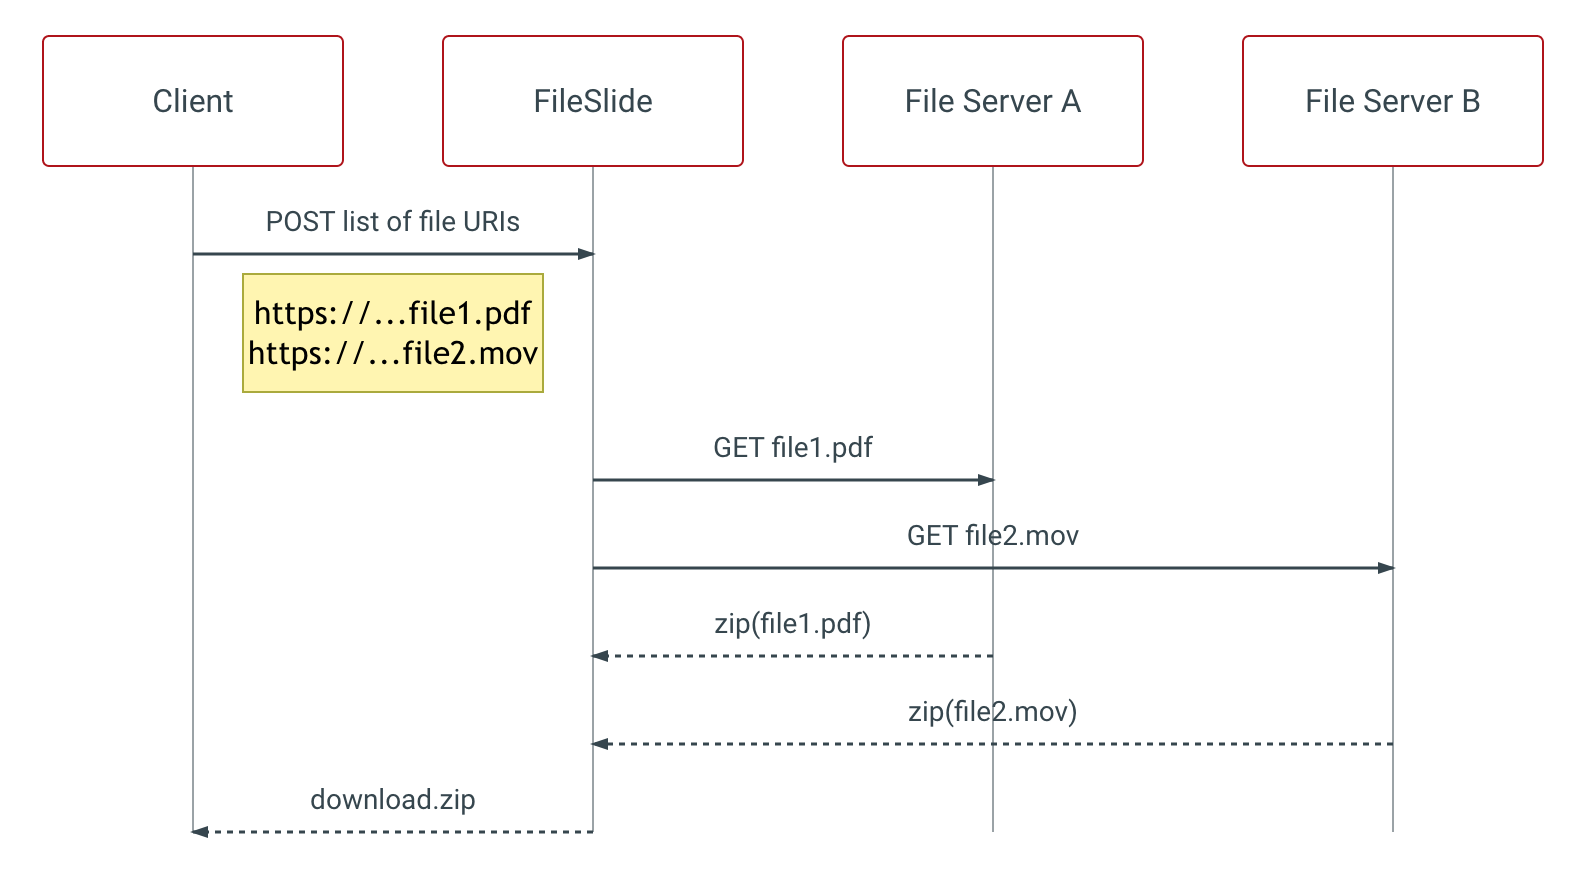 Client
FileSlide
File Server A
File Server B
POST list of file URIs
https://...file1.pdf
https://...file2.mov
GET file1.pdf
GET file2.mov
zip(file1.pdf)
zip(file2.mov)
download.zip